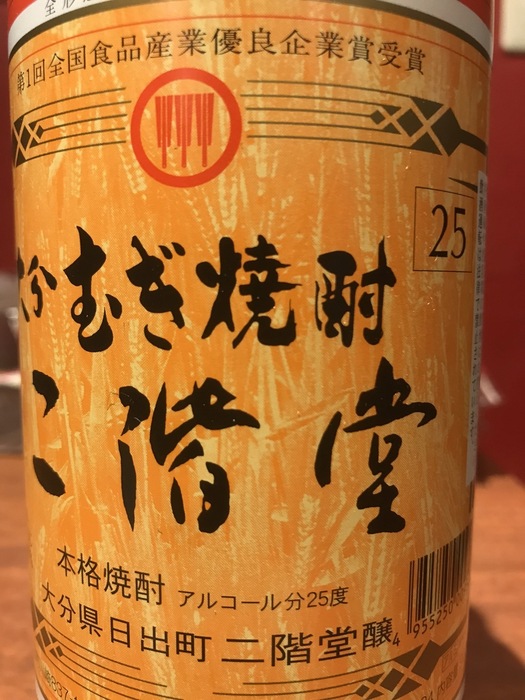 第1回全国食品産業優良企業賞受賞
25
大分むぎ焼酎
二階堂
本格焼酎 アルコール分25度
大分県日出町 二階堂醸